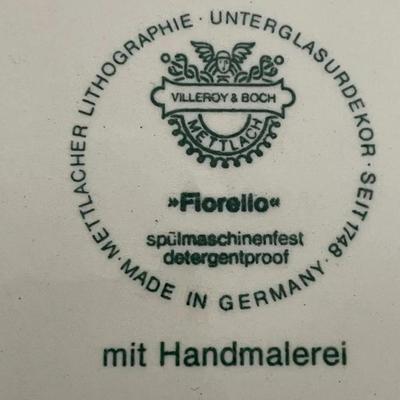 METTLACHER LITHOGRAPHIE · UNTERGLASURDEKOR · SEIT 1748 · MADE IN GERMANY ·
VILLEROY & BOCH
METTLACH
»Fiorello«
spülmaschinenfest
detergentproof
mit Handmalerei